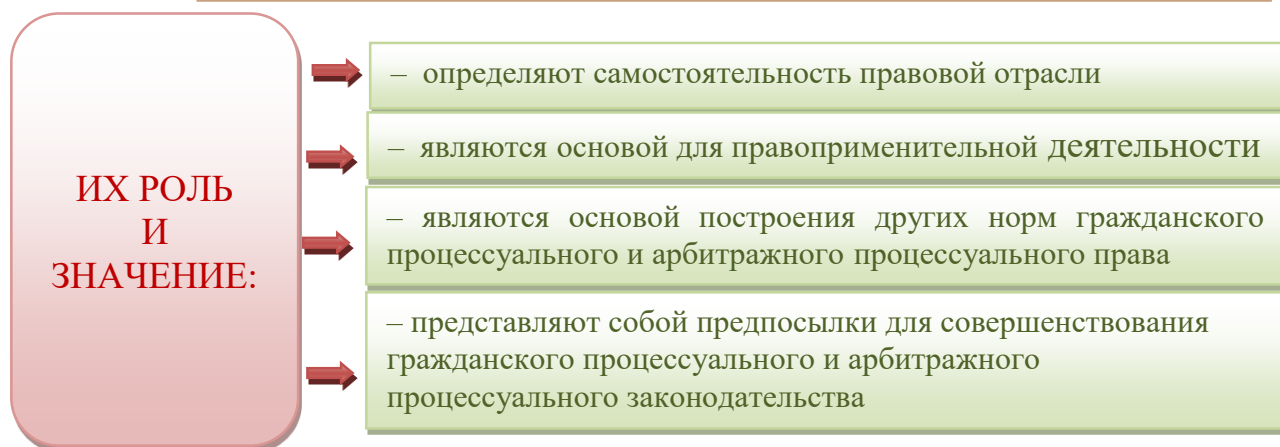 ИХ РОЛЬ
И
ЗНАЧЕНИЕ:
– определяют самостоятельность правовой отрасли
– являются основой для правоприменительной деятельности
– являются основой построения других норм гражданского
процессуального и арбитражного процессуального права
– представляют собой предпосылки для совершенствования
гражданского процессуального и арбитражного
процессуального законодательства